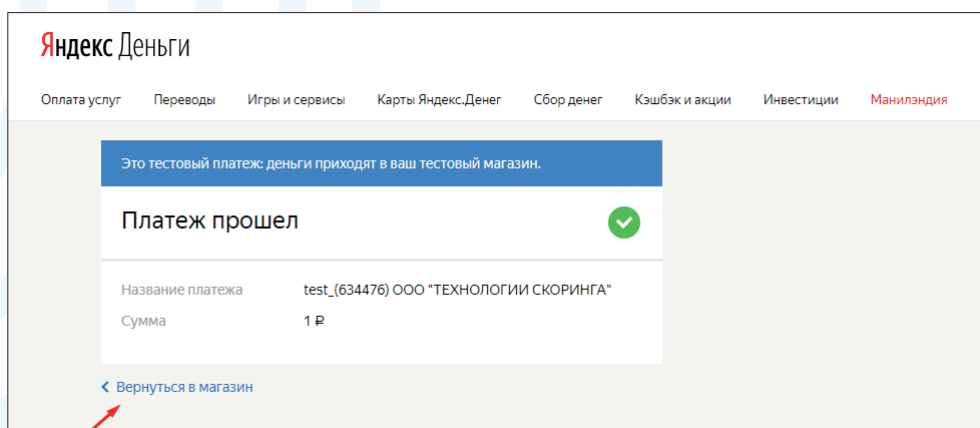 Яндекс Деньги
Оплата услуг Переводы Игры и сервисы Карты Яндекс.Денег Сбор денег Кэшбэк и акции Инвестиции Манилэндия
Это тестовый платеж: деньги приходят в ваш тестовый магазин.
Платеж прошел
Название платежа test_(634476) ООО "ТЕХНОЛОГИИ СКОРИНГА"
Сумма 1 ₽
Вернуться в магазин